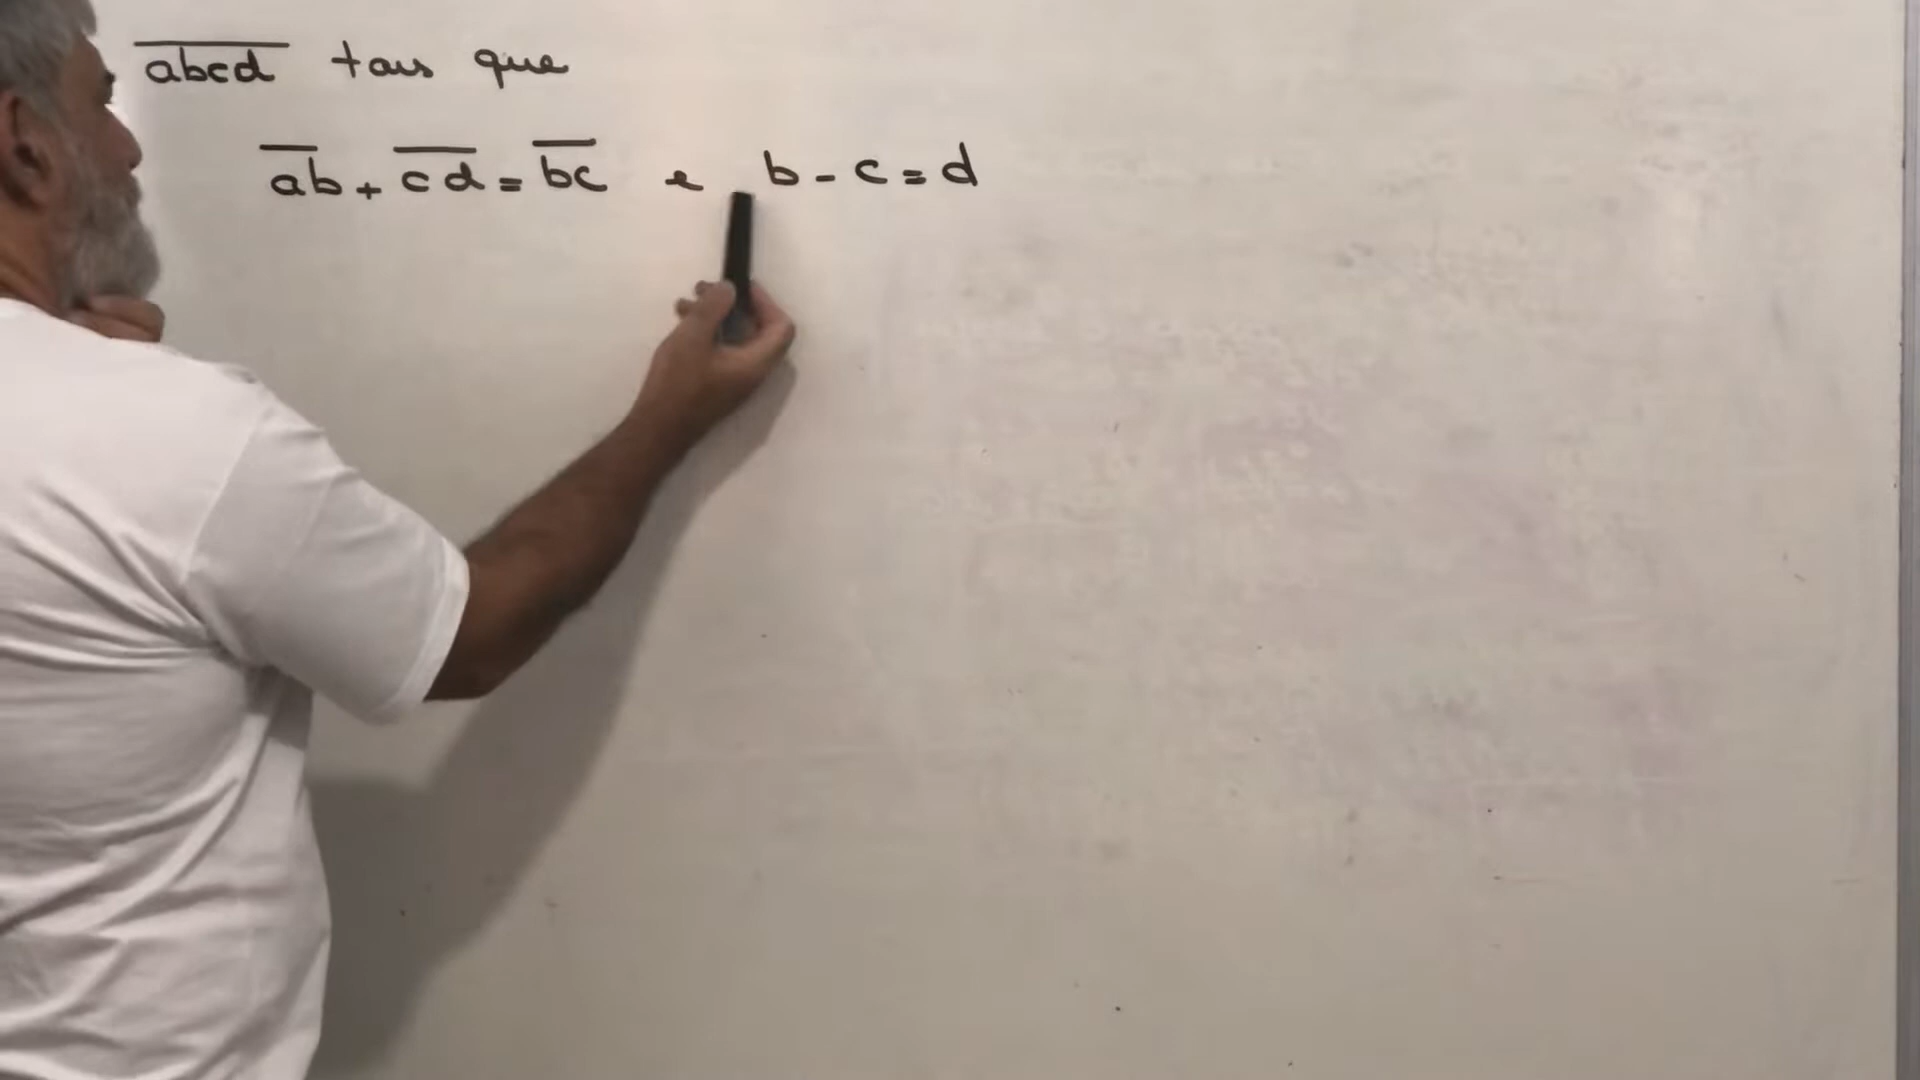 abcd tais que
ab + cd = bc e b - c = d